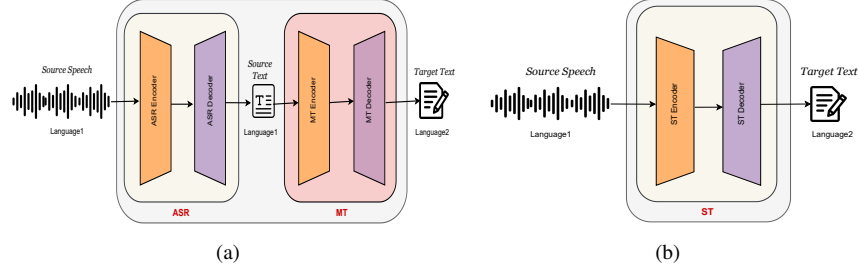 Source Speech
Language1
ASR Encoder
ASR Decoder
ASR
Source
Text
T
Language1
MT Encoder
MT Decoder
MT
Target Text
Language2
(a)
Source Speech
Language1
ST Encoder
ST Decoder
ST
Target Text
Language2
(b)